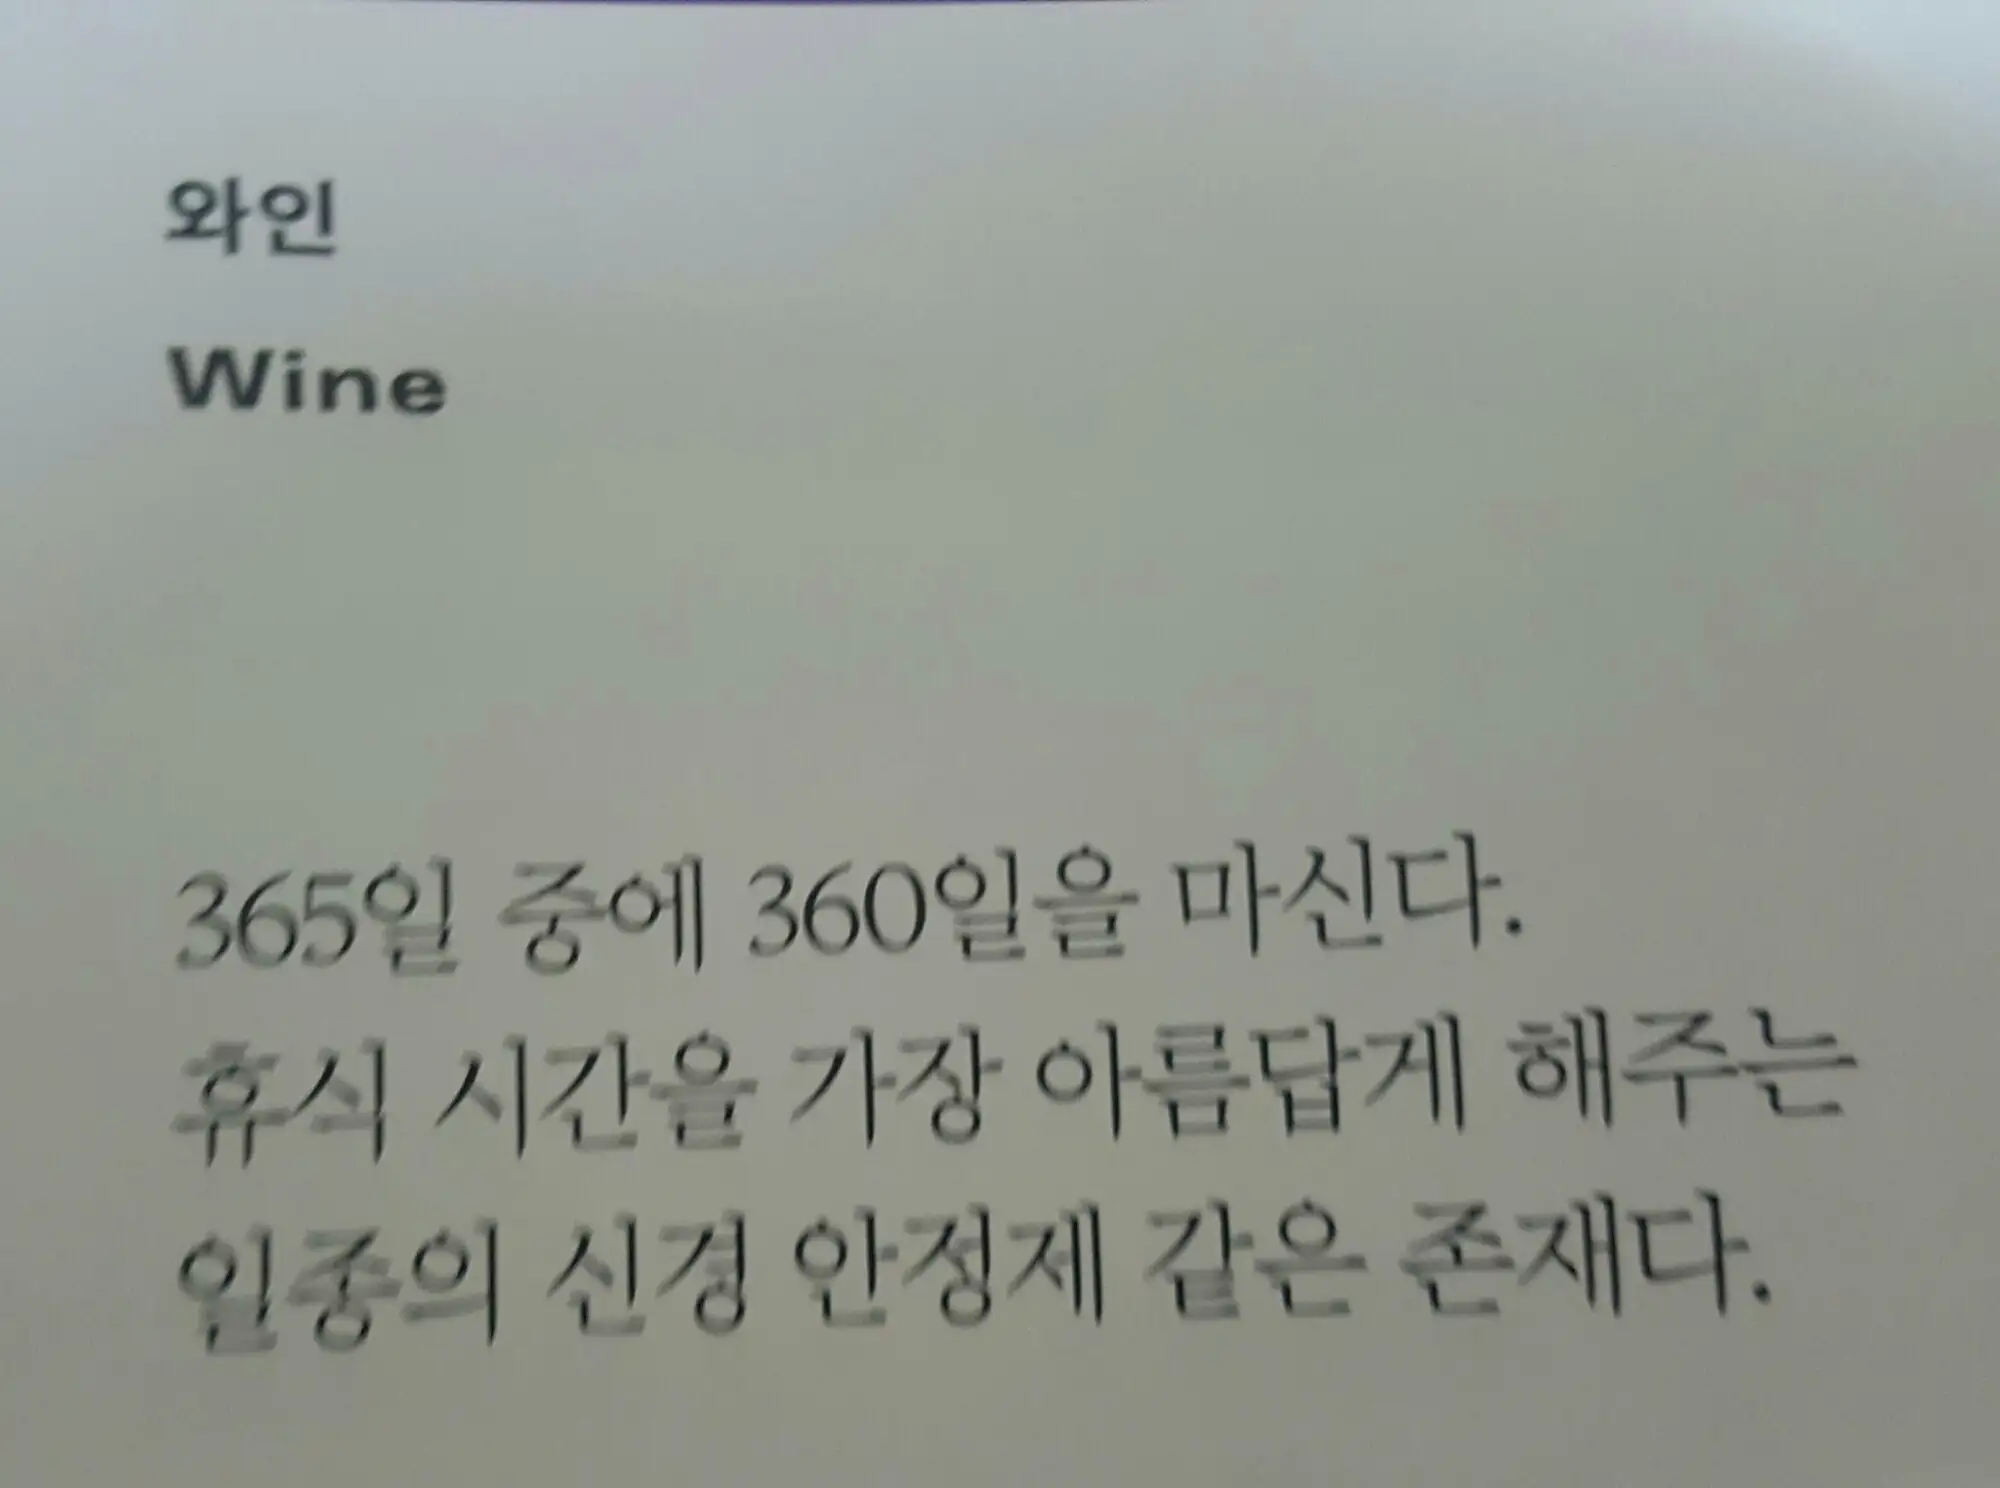 와인
Wine
365일 중에 360일을 마신다.
휴식 시간을 가장 아름답게 해주는
일종의 신경 안정제 같은 존재다.